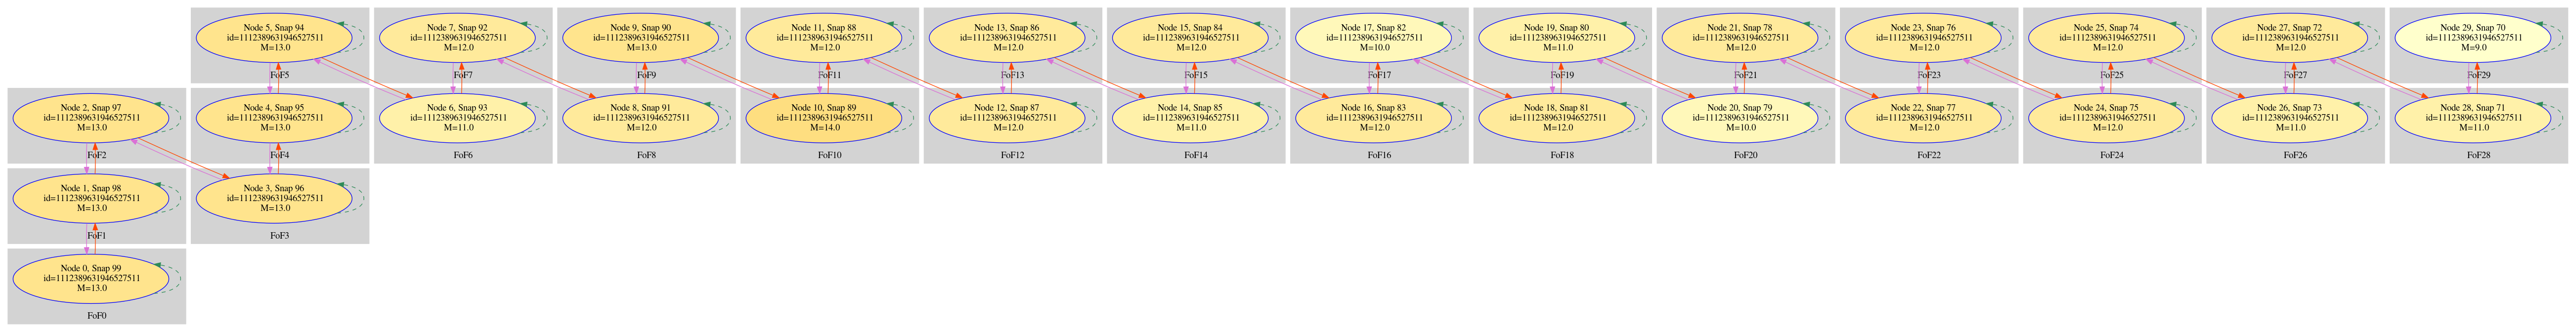 Node 5, Snap 94
id=1112389631946527511
M=13.0
FoF5
Node 7, Snap 92
id=1112389631946527511
M=12.0
FoF7
Node 9, Snap 90
id=1112389631946527511
M=13.0
FoF9
Node 11, Snap 88
id=1112389631946527511
M=12.0
FoF11
Node 13, Snap 86
id=1112389631946527511
M=12.0
FoF13
Node 15, Snap 84
id=1112389631946527511
M=12.0
FoF15
Node 17, Snap 82
id=1112389631946527511
M=10.0
FoF17
Node 19, Snap 80
id=1112389631946527511
M=11.0
FoF19
Node 21, Snap 78
id=1112389631946527511
M=12.0
FoF21
Node 23, Snap 76
id=1112389631946527511
M=12.0
FoF23
Node 25, Snap 74
id=1112389631946527511
M=12.0
FoF25
Node 27, Snap 72
id=1112389631946527511
M=12.0
FoF27
Node 29, Snap 70
id=1112389631946527511
M=9.0
FoF29
Node 2, Snap 97
id=1112389631946527511
M=13.0
FoF2
Node 4, Snap 95
id=1112389631946527511
M=13.0
FoF4
Node 6, Snap 93
id=1112389631946527511
M=11.0
FoF6
Node 8, Snap 91
id=1112389631946527511
M=12.0
FoF8
Node 10, Snap 89
id=1112389631946527511
M=14.0
FoF10
Node 12, Snap 87
id=1112389631946527511
M=12.0
FoF12
Node 14, Snap 85
id=1112389631946527511
M=11.0
FoF14
Node 16, Snap 83
id=1112389631946527511
M=12.0
FoF16
Node 18, Snap 81
id=1112389631946527511
M=12.0
FoF18
Node 20, Snap 79
id=1112389631946527511
M=10.0
FoF20
Node 22, Snap 77
id=1112389631946527511
M=12.0
FoF22
Node 24, Snap 75
id=1112389631946527511
M=12.0
FoF24
Node 26, Snap 73
id=1112389631946527511
M=11.0
FoF26
Node 28, Snap 71
id=1112389631946527511
M=11.0
FoF28
Node 1, Snap 98
id=1112389631946527511
M=13.0
FoF1
Node 3, Snap 96
id=1112389631946527511
M=13.0
FoF3
Node 0, Snap 99
id=1112389631946527511
M=13.0
FoF0